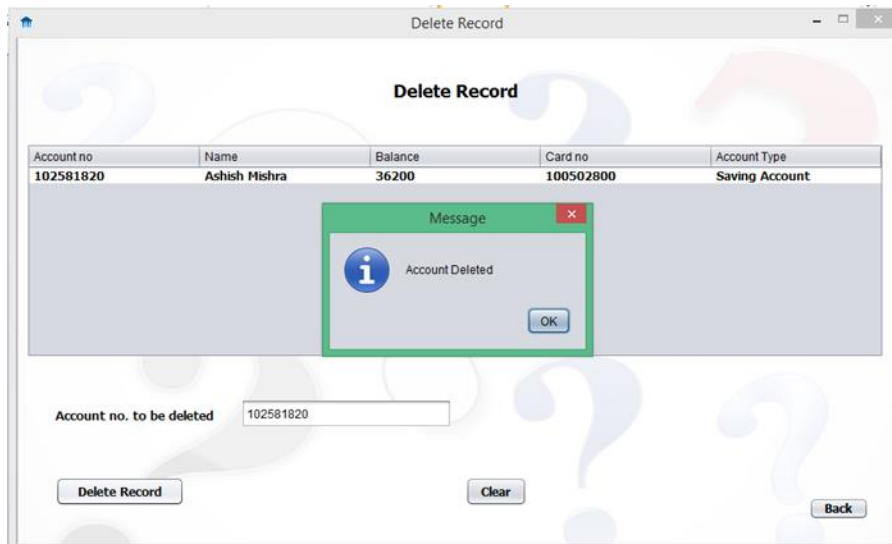 Delete Record
Delete Record
Account no Name Balance Card no Account Type
102581820 Ashish Mishra 36200 100502800 Saving Account
Message
Account Deleted
OK
Account no. to be deleted 102581820
Delete Record Clear
Back